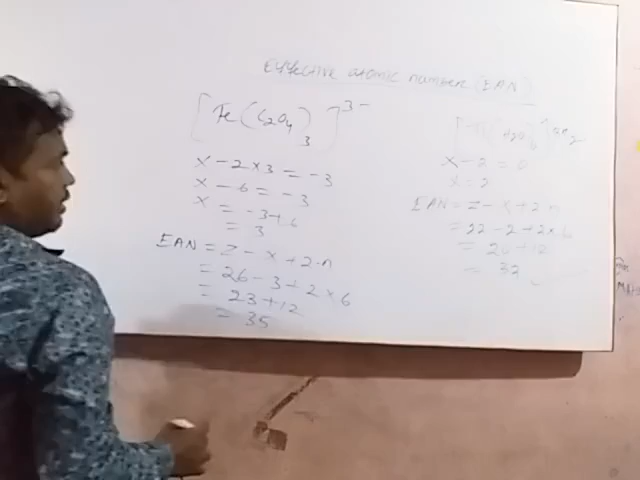 Effective atomic number (EAN)
[Fe(C2O4)3]3-
x - 2×3 = -3
x - 6 = -3
x = -3+6
= 3
EAN = Z - x + 2·n
= 26 - 3 + 2×6
= 23+12
= 35
x - 2 = 0
x = 2
EAN = Z - x + 2·n
= 22 - 2 + 2×6
= 20 + 12
= 32